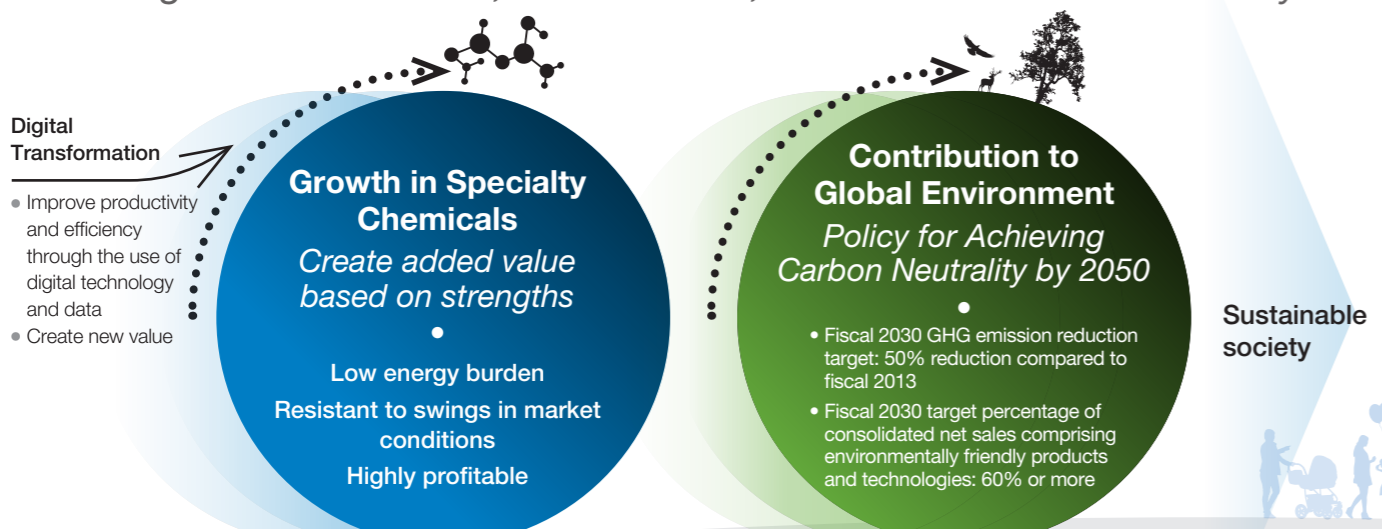 Digital
Transformation
• Improve productivity
and efficiency
through the use of
digital technology
and data
• Create new value
Growth in Specialty
Chemicals
Create added value
based on strengths
•
Low energy burden
Resistant to swings in market
conditions
Highly profitable
Contribution to
Global Environment
Policy for Achieving
Carbon Neutrality by 2050
•
• Fiscal 2030 GHG emission reduction
target: 50% reduction compared to
fiscal 2013
• Fiscal 2030 target percentage of
consolidated net sales comprising
environmentally friendly products
and technologies: 60% or more
Sustainable
society